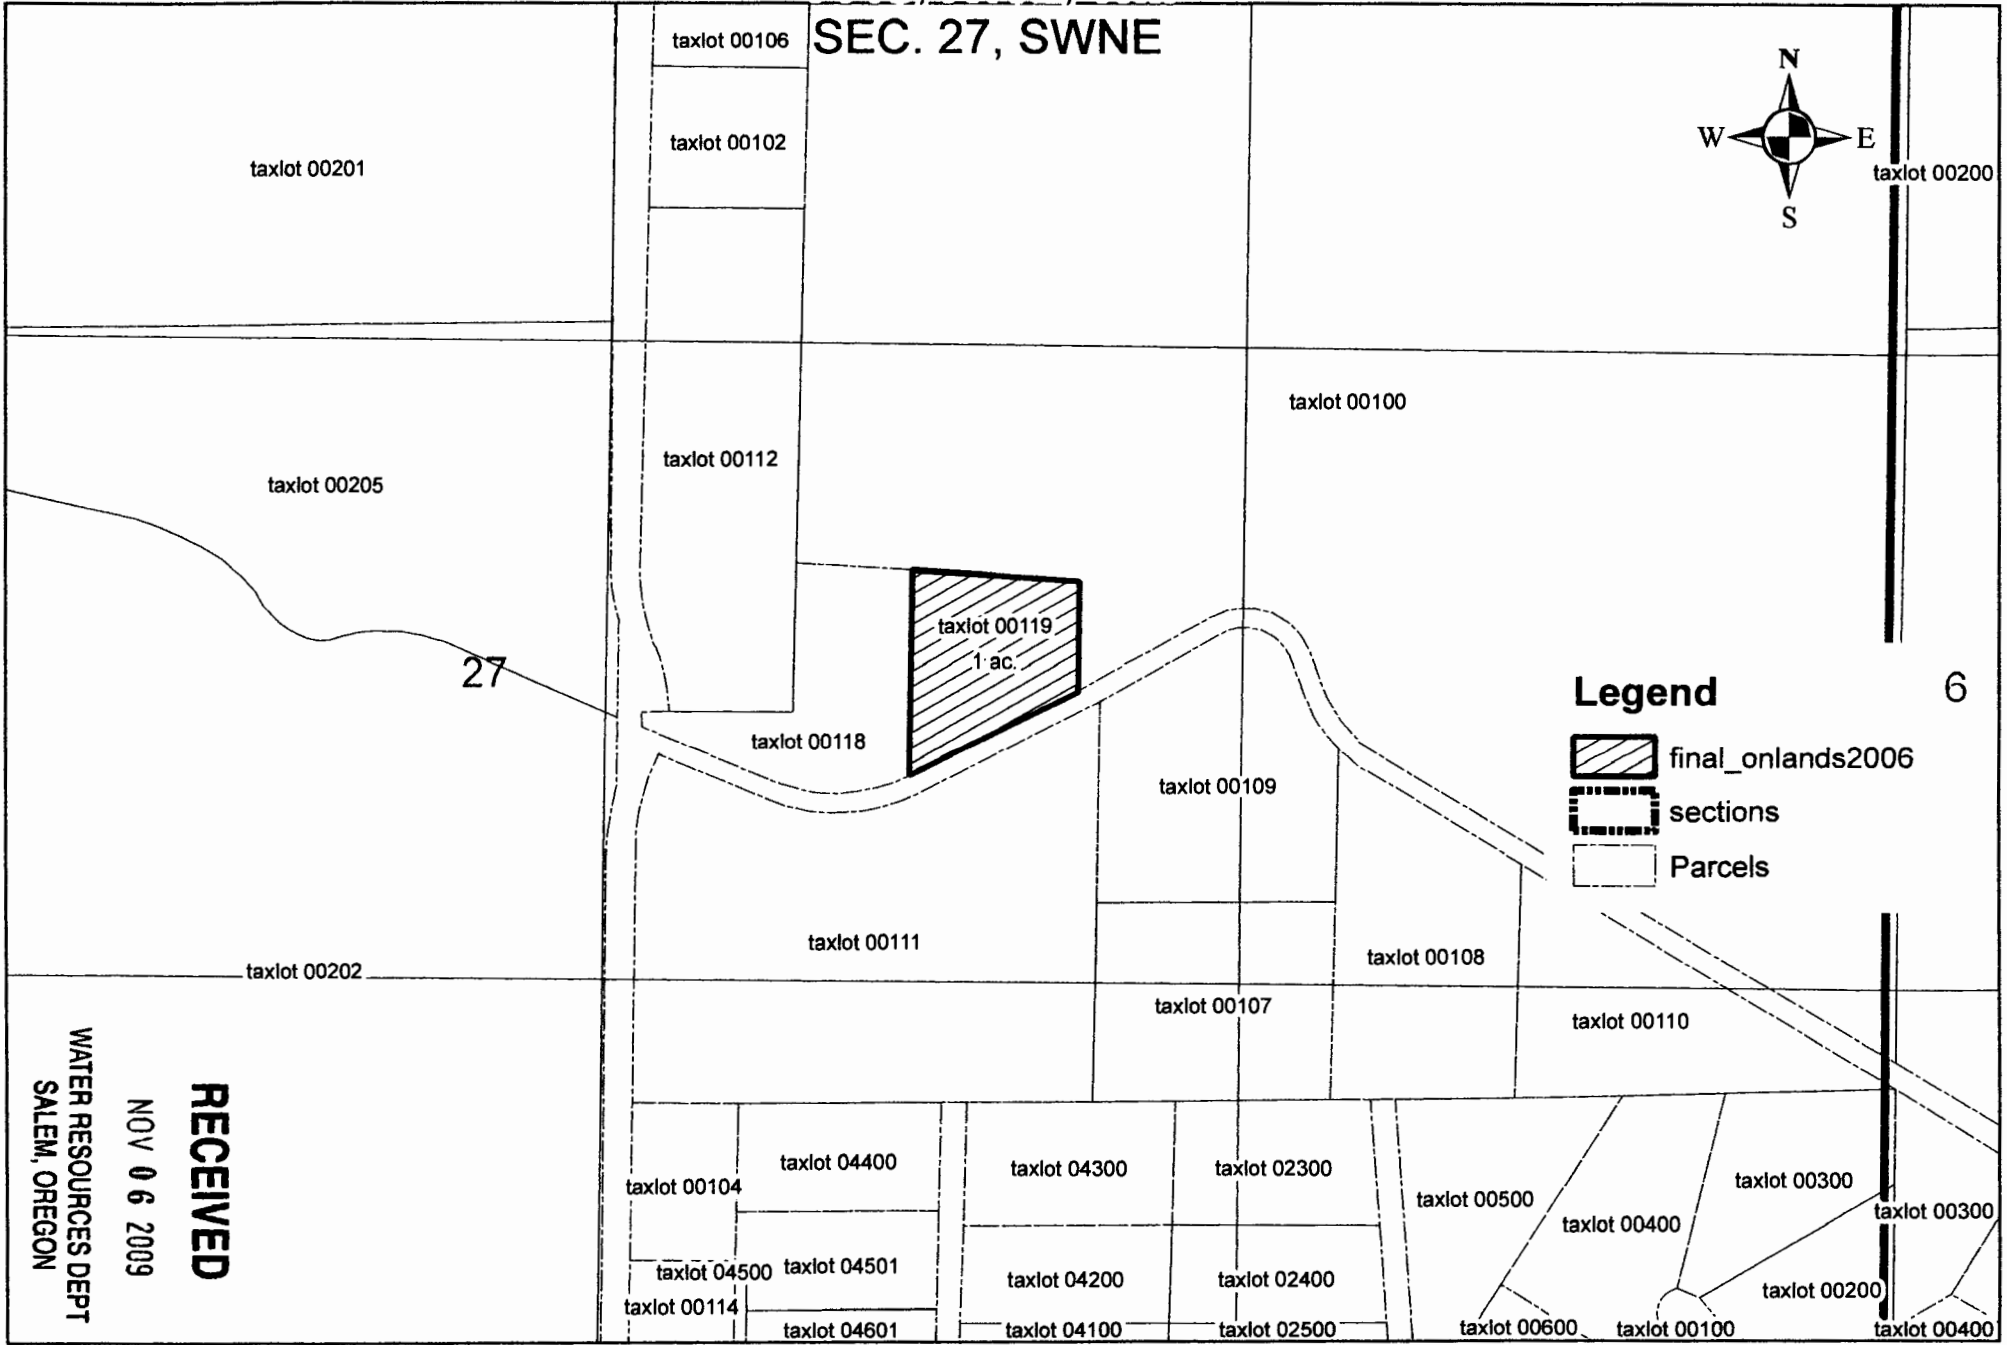 SEC. 27, SWNE
taxlot 00106
N
W E
S
taxlot 00102
taxlot 00201
taxlot 00200
taxlot 00100
taxlot 00112
taxlot 00205
taxlot 00119
1 ac.
27
6
Legend
final_onlands2006
sections
Parcels
taxlot 00118
taxlot 00109
taxlot 00111
taxlot 00108
taxlot 00202
taxlot 00107
taxlot 00110
RECEIVED
NOV 06 2009
WATER RESOURCES DEPT
SALEM, OREGON
taxlot 04400
taxlot 04300
taxlot 02300
taxlot 00104
taxlot 00500
taxlot 00300
taxlot 00400
taxlot 00300
taxlot 04500
taxlot 04501
taxlot 04200
taxlot 02400
taxlot 00200
taxlot 00114
taxlot 04601
taxlot 04100
taxlot 02500
taxlot 00600
taxlot 00100
taxlot 00400